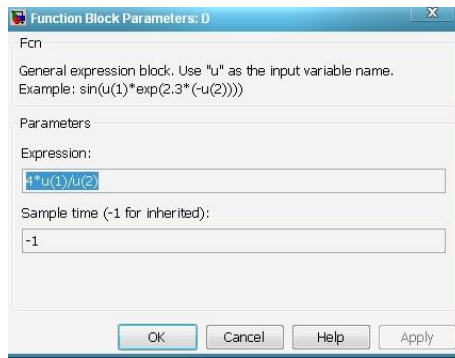 Function Block Parameters: D
X
Fcn
General expression block. Use "u" as the input variable name.
Example: sin(u(1)*exp(2.3*(-u(2))))
Parameters
Expression:
4*u(1)/u(2)
Sample time (-1 for inherited):
-1
OK Cancel Help Apply